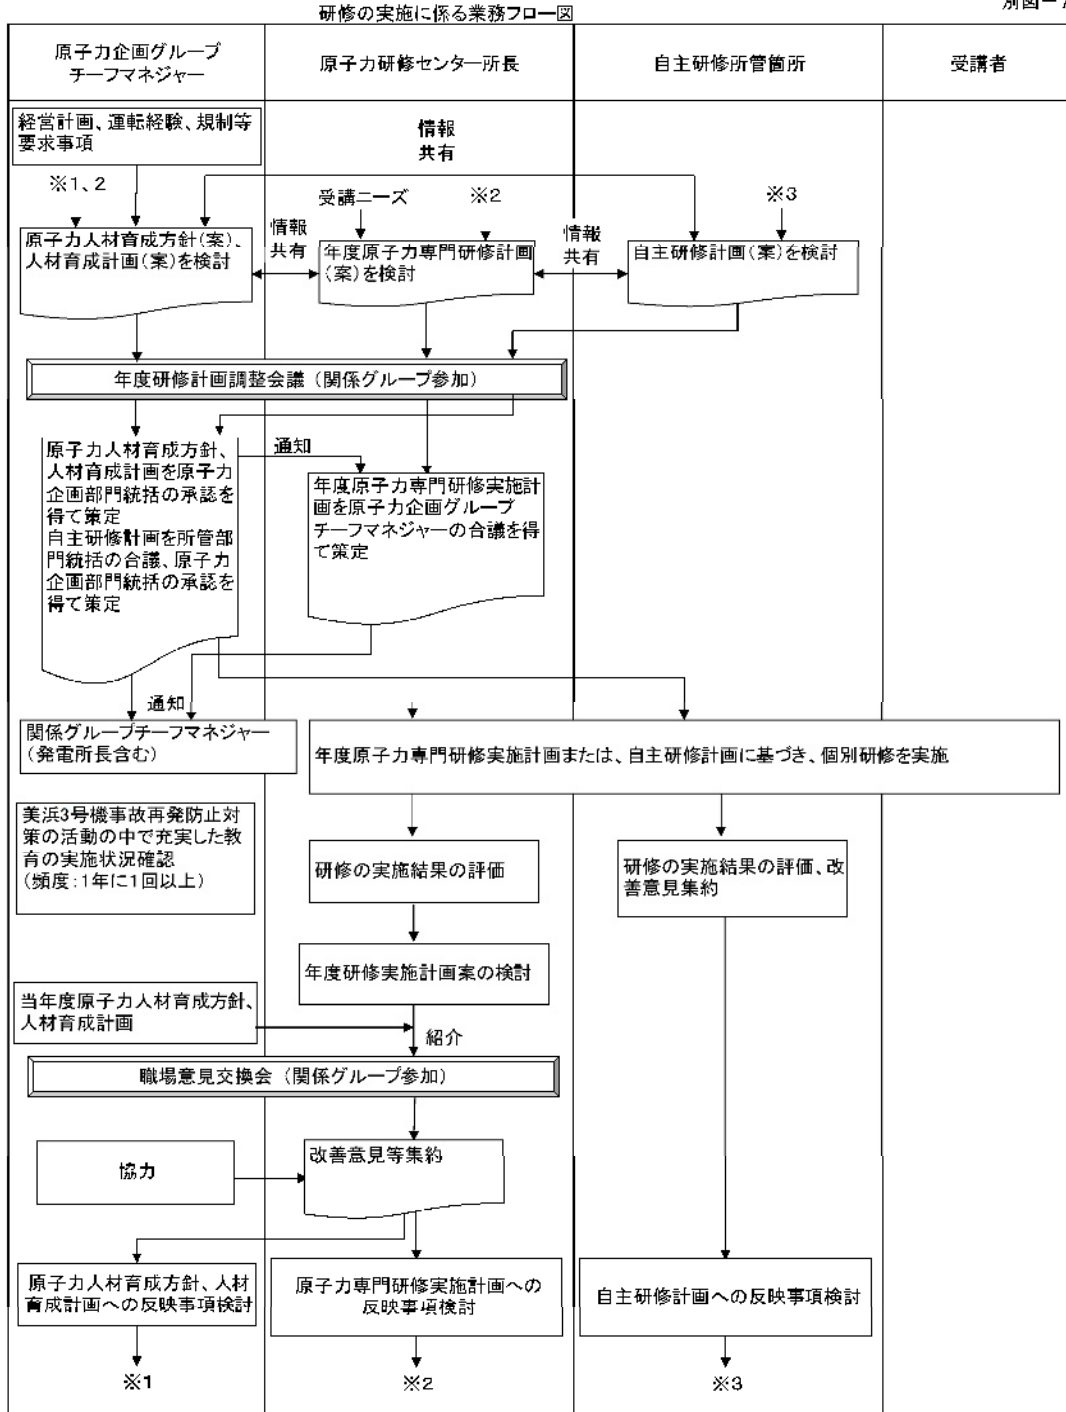 研修の実施に係る業務フロー図
別図－
原子力企画グループ
チーフマネジャー
原子力研修センター所長
自主研修所管箇所
受講者
経営計画、運転経験、規制等
要求事項
情報
共有
※1、2
受講ニーズ
※2
※3
情報
共有
情報
共有
原子力人材育成方針(案)、
人材育成計画(案)を検討
年度原子力専門研修計画
(案)を検討
自主研修計画(案)を検討
年度研修計画調整会議（関係グループ参加）
原子力人材育成方針、
人材育成計画を原子力
企画部門統括の承認を
得て策定
自主研修計画を所管部
門統括の合議、原子力
企画部門統括の承認を
得て策定
通知
年度原子力専門研修実施計
画を原子力企画グループ
チーフマネジャーの合議を得
て策定
通知
関係グループチーフマネジャー
(発電所長含む)
年度原子力専門研修実施計画または、自主研修計画に基づき、個別研修を実施
美浜3号機事故再発防止対
策の活動の中で充実した教
育の実施状況確認
(頻度：1年に1回以上)
研修の実施結果の評価
研修の実施結果の評価、改
善意見集約
年度研修実施計画案の検討
当年度原子力人材育成方針、
人材育成計画
紹介
職場意見交換会（関係グループ参加）
協力
改善意見等集約
原子力人材育成方針、人材
育成計画への反映事項検討
原子力専門研修実施計画への
反映事項検討
自主研修計画への反映事項検討
※1
※2
※3